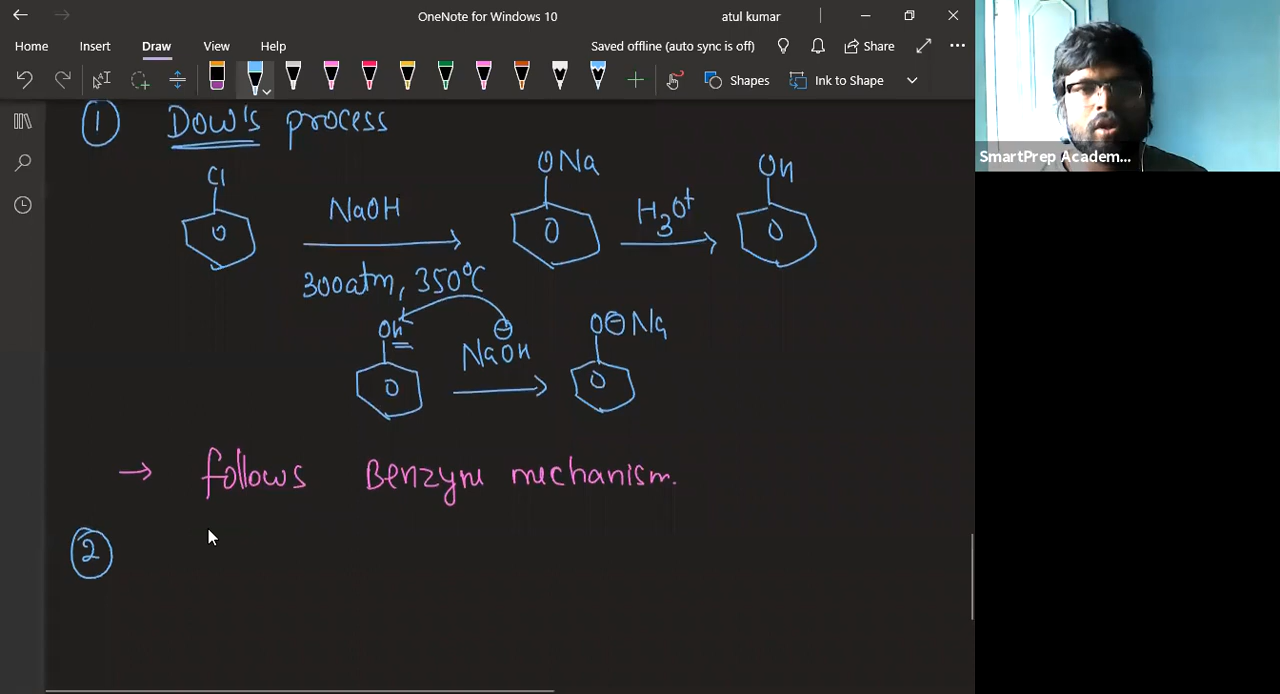 OneNote for Windows 10
atul kumar
Home Insert Draw View Help
Saved offline (auto sync is off)
Share
Shapes
Ink to Shape
SmartPrep Academ...
1 Dow's process
Cl
NaOH
300atm, 350°C
ONa
H3O+
OH
OH
NaOH
O⊖Na
→ follows Benzyne mechanism.
2